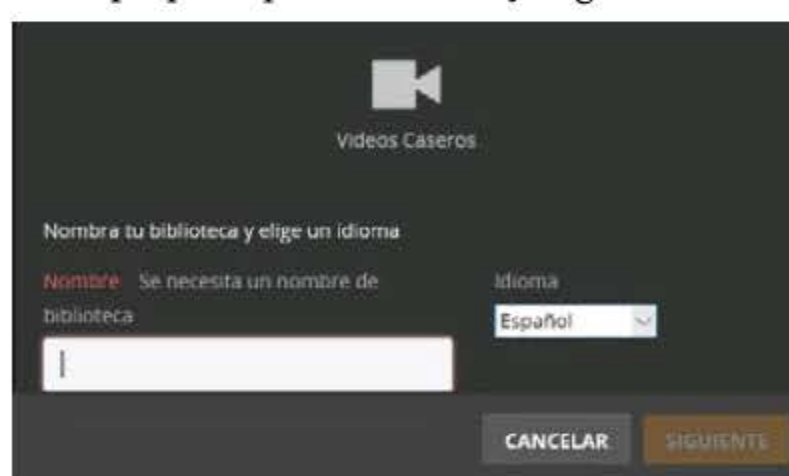 Videos Caseros
Nombra tu biblioteca y elige un idioma
Nombre Se necesita un nombre de
biblioteca
Idioma
Español
CANCELAR
SIGUIENTE